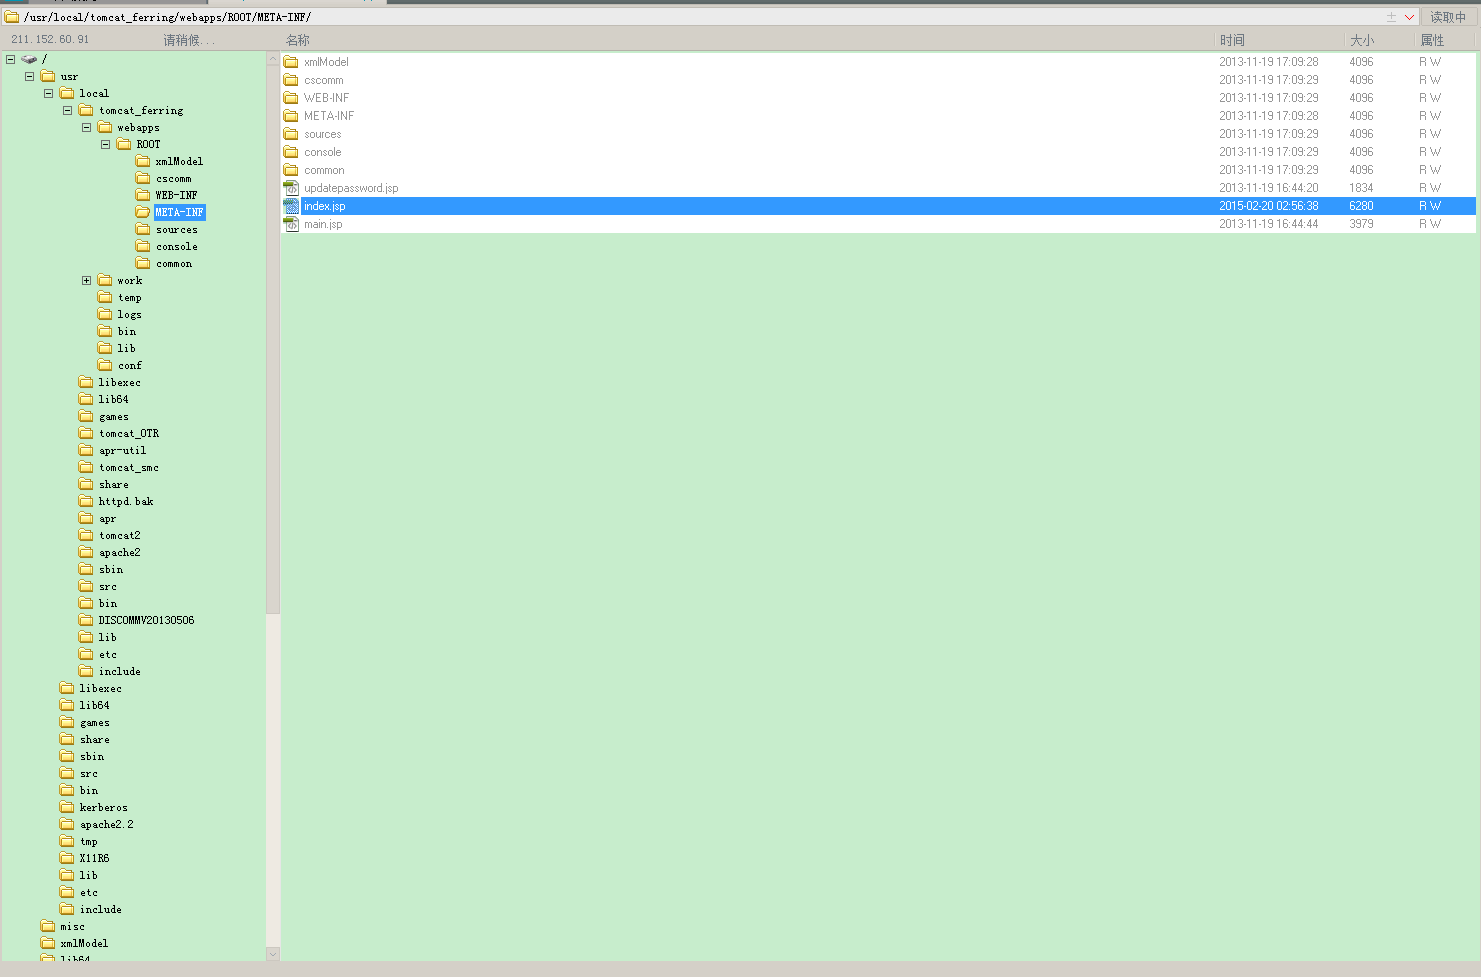 /usr/local/tomcat_ferring/webapps/ROOT/META-INF/
读取中
211.152.60.91 请稍候...
名称 时间 大小 属性
/
usr
local
tomcat_ferring
webapps
ROOT
xmlModel
cscomm
WEB-INF
META-INF
sources
console
common
work
temp
logs
bin
lib
conf
libexec
lib64
games
tomcat_OTR
apr-util
tomcat_smc
share
httpd.bak
apr
tomcat2
apache2
sbin
src
bin
DISCOMMV20130506
lib
etc
include
libexec
lib64
games
share
sbin
src
bin
kerberos
apache2.2
tmp
X11R6
lib
etc
include
misc
xmlModel
lib64
xmlModel 2013-11-19 17:09:28 4096 R W
cscomm 2013-11-19 17:09:29 4096 R W
WEB-INF 2013-11-19 17:09:29 4096 R W
META-INF 2013-11-19 17:09:28 4096 R W
sources 2013-11-19 17:09:29 4096 R W
console 2013-11-19 17:09:29 4096 R W
common 2013-11-19 17:09:29 4096 R W
updatepassword.jsp 2013-11-19 16:44:20 1834 R W
index.jsp 2015-02-20 02:56:38 6280 R W
main.jsp 2013-11-19 16:44:44 3979 R W